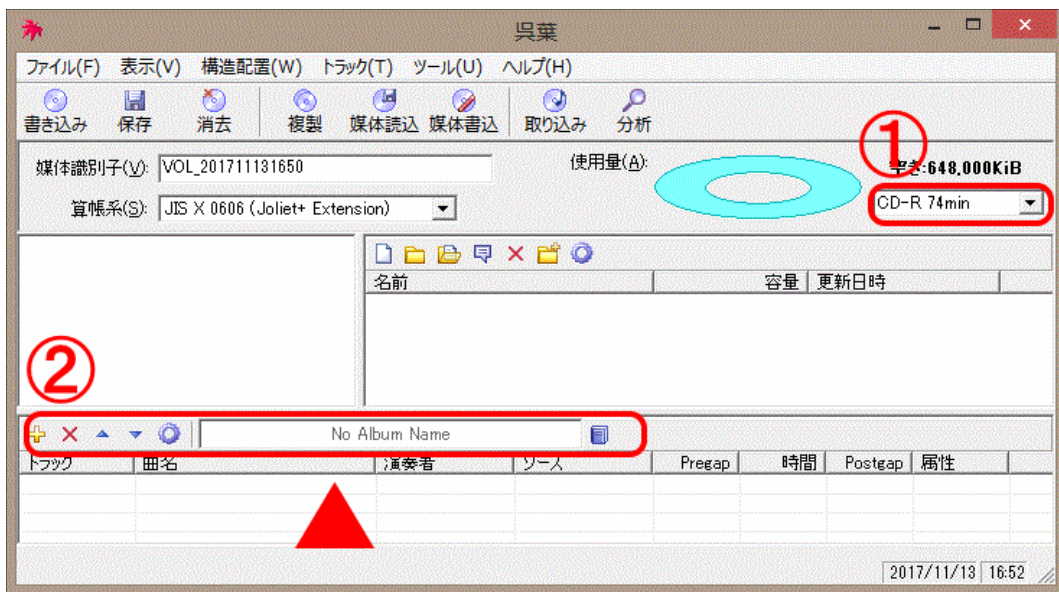 呉葉
ファイル(F) 表示(V) 構造配置(W) トラック(T) ツール(U) ヘルプ(H)
書き込み 保存 消去 複製 媒体読込 媒体書込 取り込み 分析
①
媒体識別子(V): VOL_201711131650 使用量(A): 空き:648,000KiB
算帳系(S): JIS X 0606 (Joliet+ Extension) CD-R 74min
名前 容量 更新日時
②
No Album Name
トラック 曲名 演奏者 ソース Pregap 時間 Postgap 属性
2017/11/13 16:52